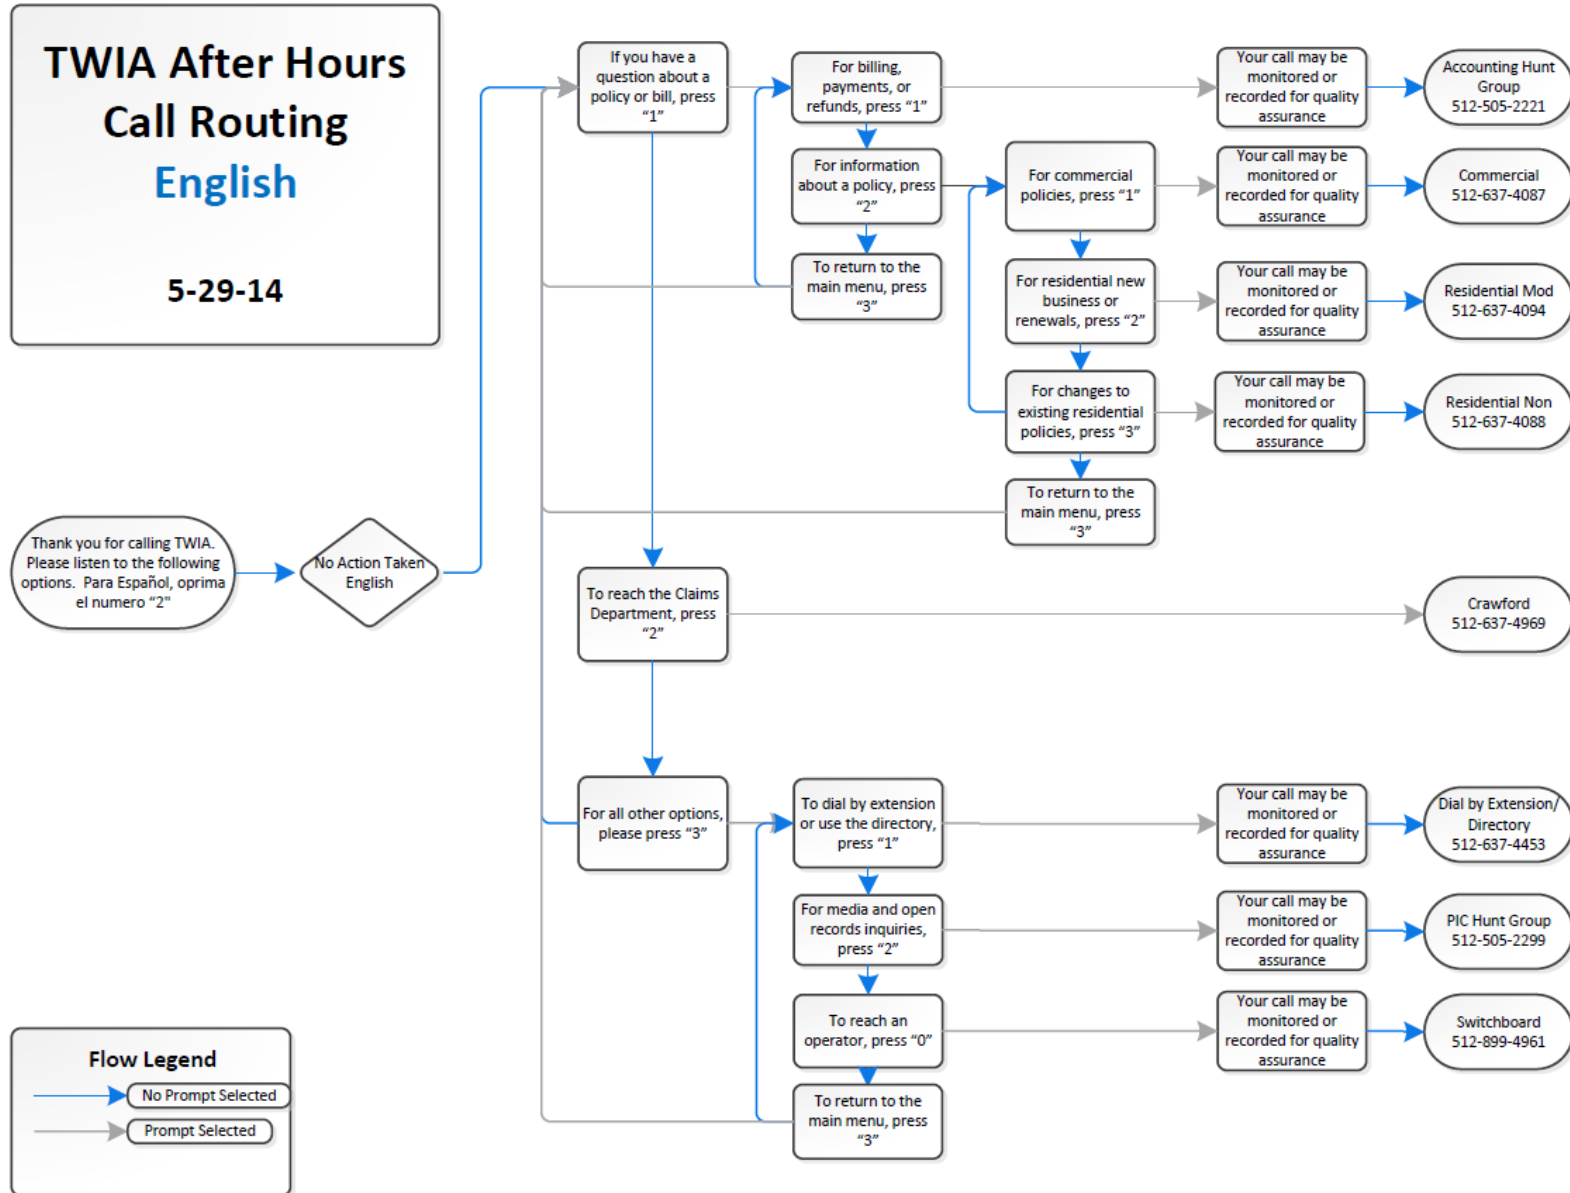 TWIA After Hours
Call Routing
English
5-29-14
If you have a
question about a
policy or bill, press
“1”
For billing,
payments, or
refunds, press “1”
Your call may be
monitored or
recorded for quality
assurance
Accounting Hunt
Group
512-505-2221
For information
about a policy, press
“2”
For commercial
policies, press “1”
Your call may be
monitored or
recorded for quality
assurance
Commercial
512-637-4087
To return to the
main menu, press
“3”
For residential new
business or
renewals, press “2”
Your call may be
monitored or
recorded for quality
assurance
Residential Mod
512-637-4094
For changes to
existing residential
policies, press “3”
Your call may be
monitored or
recorded for quality
assurance
Residential Non
512-637-4088
To return to the
main menu, press
“3”
Thank you for calling TWIA.
Please listen to the following
options. Para Español, oprima
el numero “2”
No Action Taken
English
To reach the Claims
Department, press
“2”
Crawford
512-637-4969
For all other options,
please press “3”
To dial by extension
or use the directory,
press “1”
Your call may be
monitored or
recorded for quality
assurance
Dial by Extension/
Directory
512-637-4453
For media and open
records inquiries,
press “2”
Your call may be
monitored or
recorded for quality
assurance
PIC Hunt Group
512-505-2299
To reach an
operator, press “0”
Your call may be
monitored or
recorded for quality
assurance
Switchboard
512-899-4961
To return to the
main menu, press
“3”
Flow Legend
No Prompt Selected
Prompt Selected